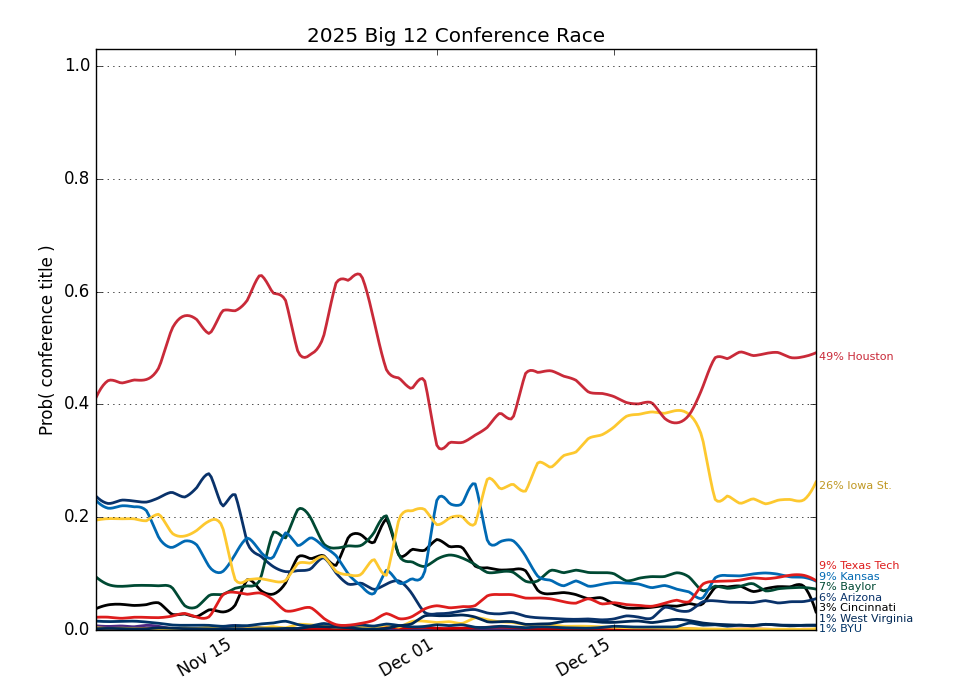 2025 Big 12 Conference Race
Prob( conference title )
1.0
0.8
0.6
0.4
0.2
0.0
Nov 15
Dec 01
Dec 15
49% Houston
26% Iowa St.
9% Texas Tech
9% Kansas
7% Baylor
6% Arizona
3% Cincinnati
1% West Virginia
1% BYU